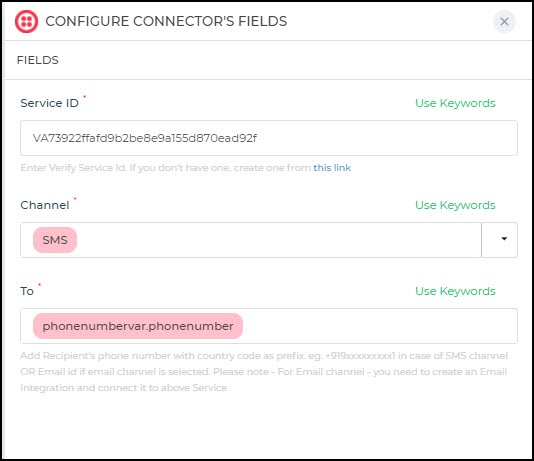 CONFIGURE CONNECTOR'S FIELDS
FIELDS
Service ID * Use Keywords
VA73922ffafd9b2be8e9a155d870ead92f
Enter Verify Service Id. If you don't have one, create one from this link
Channel * Use Keywords
SMS
To * Use Keywords
phonenumbervar.phonenumber
Add Recipient's phone number with country code as prefix. eg. +919xxxxxxxxx1 in case of SMS channel
OR Email id if email channel is selected. Please note - For Email channel - you need to create an Email
Integration and connect it to above Service